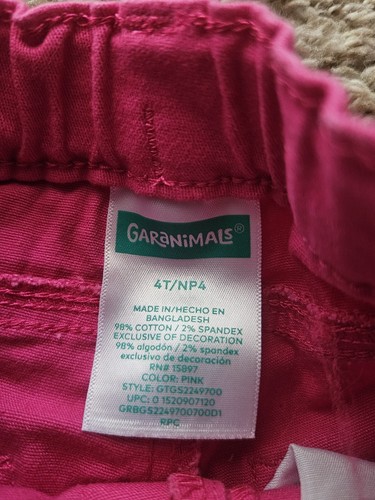 GARANiMALS®
4T/NP4
MADE IN/HECHO EN
BANGLADESH
98% COTTON / 2% SPANDEX
EXCLUSIVE OF DECORATION
98% algodón / 2% spandex
exclusivo de decoración
RN# 15897
COLOR: PINK
STYLE: GTGS2249700
UPC: 0 1520907120
GRBGS2249700700D1
RPC